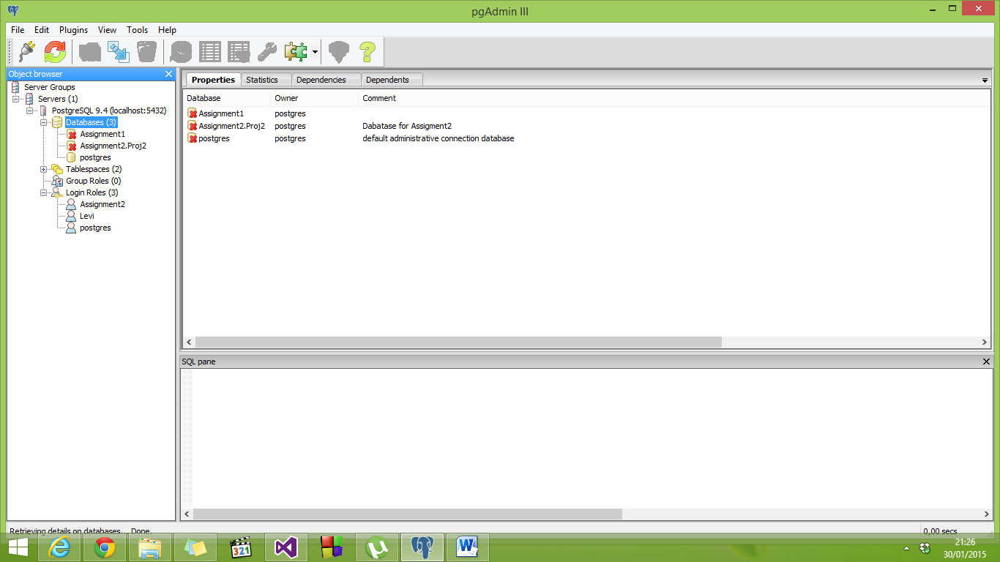 pgAdmin III
File Edit Plugins View Tools Help
Object browser
Server Groups
Servers (1)
PostgreSQL 9.4 (localhost:5432)
Databases (3)
Assignment1
Assignment2.Proj2
postgres
Tablespaces (2)
Group Roles (0)
Login Roles (3)
Assignment2
Levi
postgres
Properties Statistics Dependencies Dependents
Database Owner Comment
Assignment1 postgres
Assignment2.Proj2 postgres Dabatase for Assigment2
postgres postgres default administrative connection database
SQL pane
Retrieving details on databases... Done. 0,00 secs
321
21:26
30/01/2015